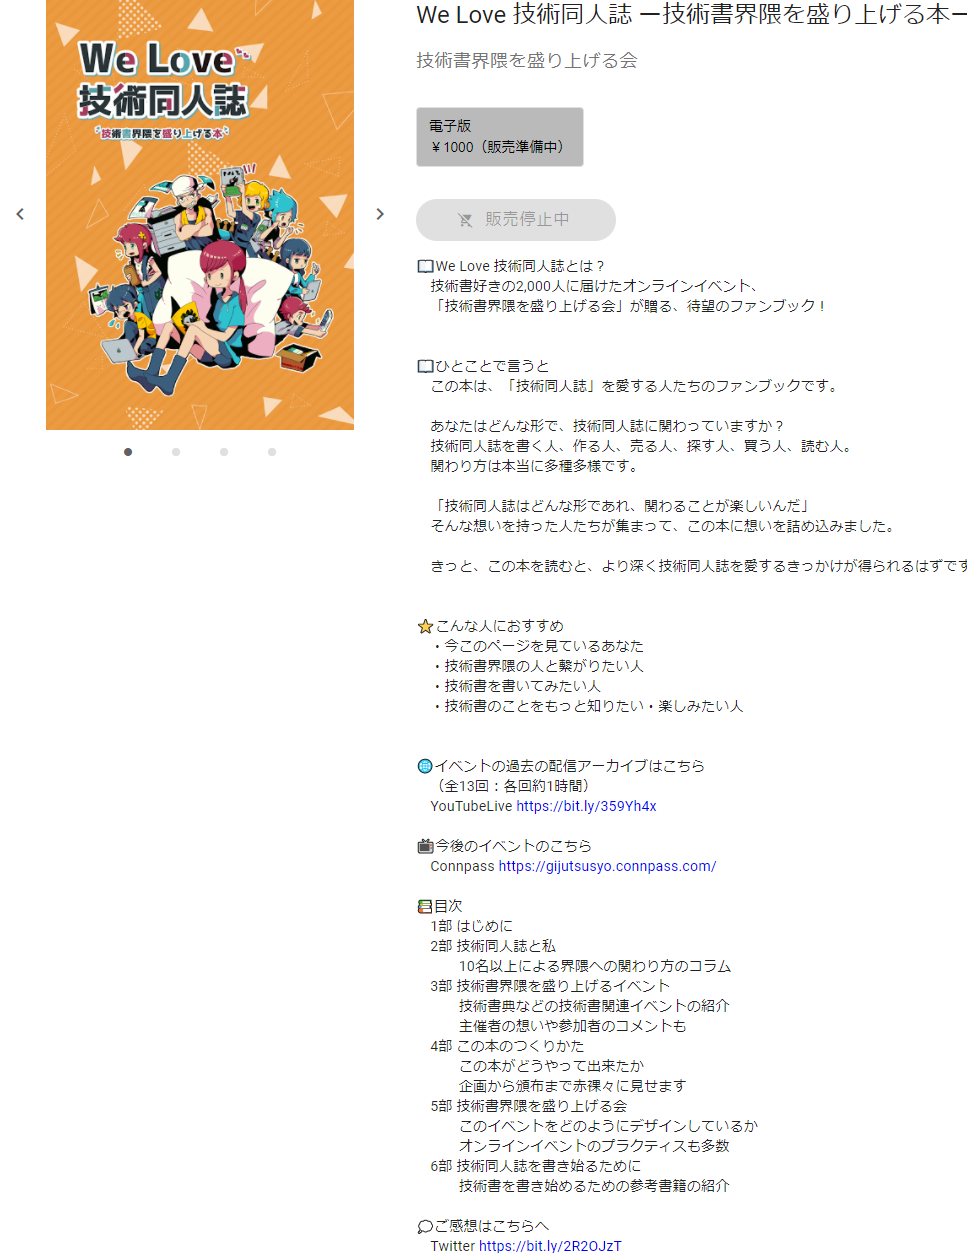 We Love
技術同人誌
技術書界隈を盛り上げる本
We Love 技術同人誌 ー技術書界隈を盛り上げる本ー
技術書界隈を盛り上げる会
電子版
￥1000（販売準備中）
販売停止中
📖We Love 技術同人誌とは？
技術書好きの2,000人に届けたオンラインイベント、
「技術書界隈を盛り上げる会」が贈る、待望のファンブック！
📖ひとことで言うと
この本は、「技術同人誌」を愛する人たちのファンブックです。
あなたはどんな形で、技術同人誌に関わっていますか？
技術同人誌を書く人、作る人、売る人、探す人、買う人、読む人。
関わり方は本当に多種多様です。
「技術同人誌はどんな形であれ、関わることが楽しいんだ」
そんな想いを持った人たちが集まって、この本に想いを詰め込みました。
きっと、この本を読むと、より深く技術同人誌を愛するきっかけが得られるはずです
⭐こんな人におすすめ
・今このページを見ているあなた
・技術書界隈の人と繋がりたい人
・技術書を書いてみたい人
・技術書のことをもっと知りたい・楽しみたい人
🌐イベントの過去の配信アーカイブはこちら
（全13回：各回約1時間）
YouTubeLive https://bit.ly/359Yh4x
📺今後のイベントのこちら
Connpass https://gijutsusyo.connpass.com/
📚目次
1部 はじめに
2部 技術同人誌と私
10名以上による界隈への関わり方のコラム
3部 技術書界隈を盛り上げるイベント
技術書典などの技術書関連イベントの紹介
主催者の想いや参加者のコメントも
4部 この本のつくりかた
この本がどうやって出来たか
企画から頒布まで赤裸々に見せます
5部 技術書界隈を盛り上げる会
このイベントをどのようにデザインしているか
オンラインイベントのプラクティスも多数
6部 技術同人誌を書き始るために
技術書を書き始めるための参考書籍の紹介
💭ご感想はこちらへ
Twitter https://bit.ly/2R2OJzT